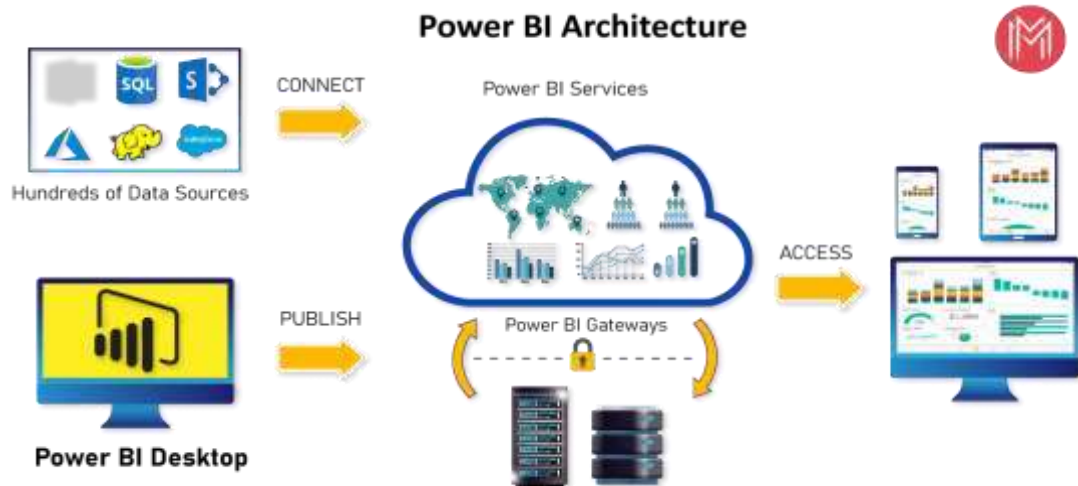 Power BI Architecture
CONNECT
Power BI Services
SQL
S
Hundreds of Data Sources
ACCESS
PUBLISH
Power BI Gateways
Power BI Desktop